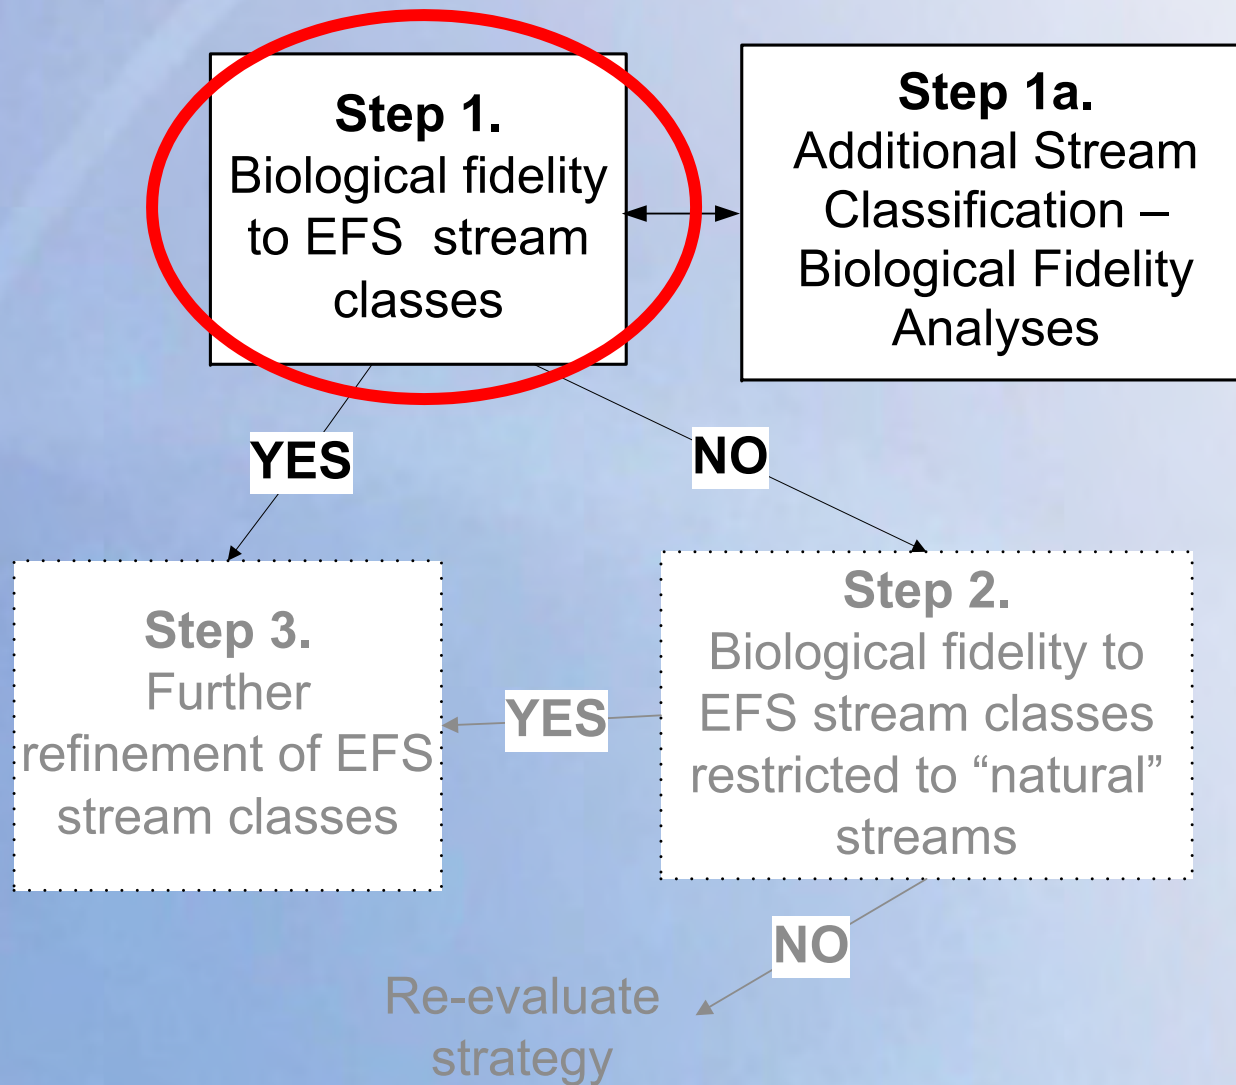 Step 1.
Biological fidelity
to EFS stream
classes
Step 1a.
Additional Stream
Classification –
Biological Fidelity
Analyses
YES
NO
Step 3.
Further
refinement of EFS
stream classes
YES
Step 2.
Biological fidelity to
EFS stream classes
restricted to “natural”
streams
NO
Re-evaluate
strategy